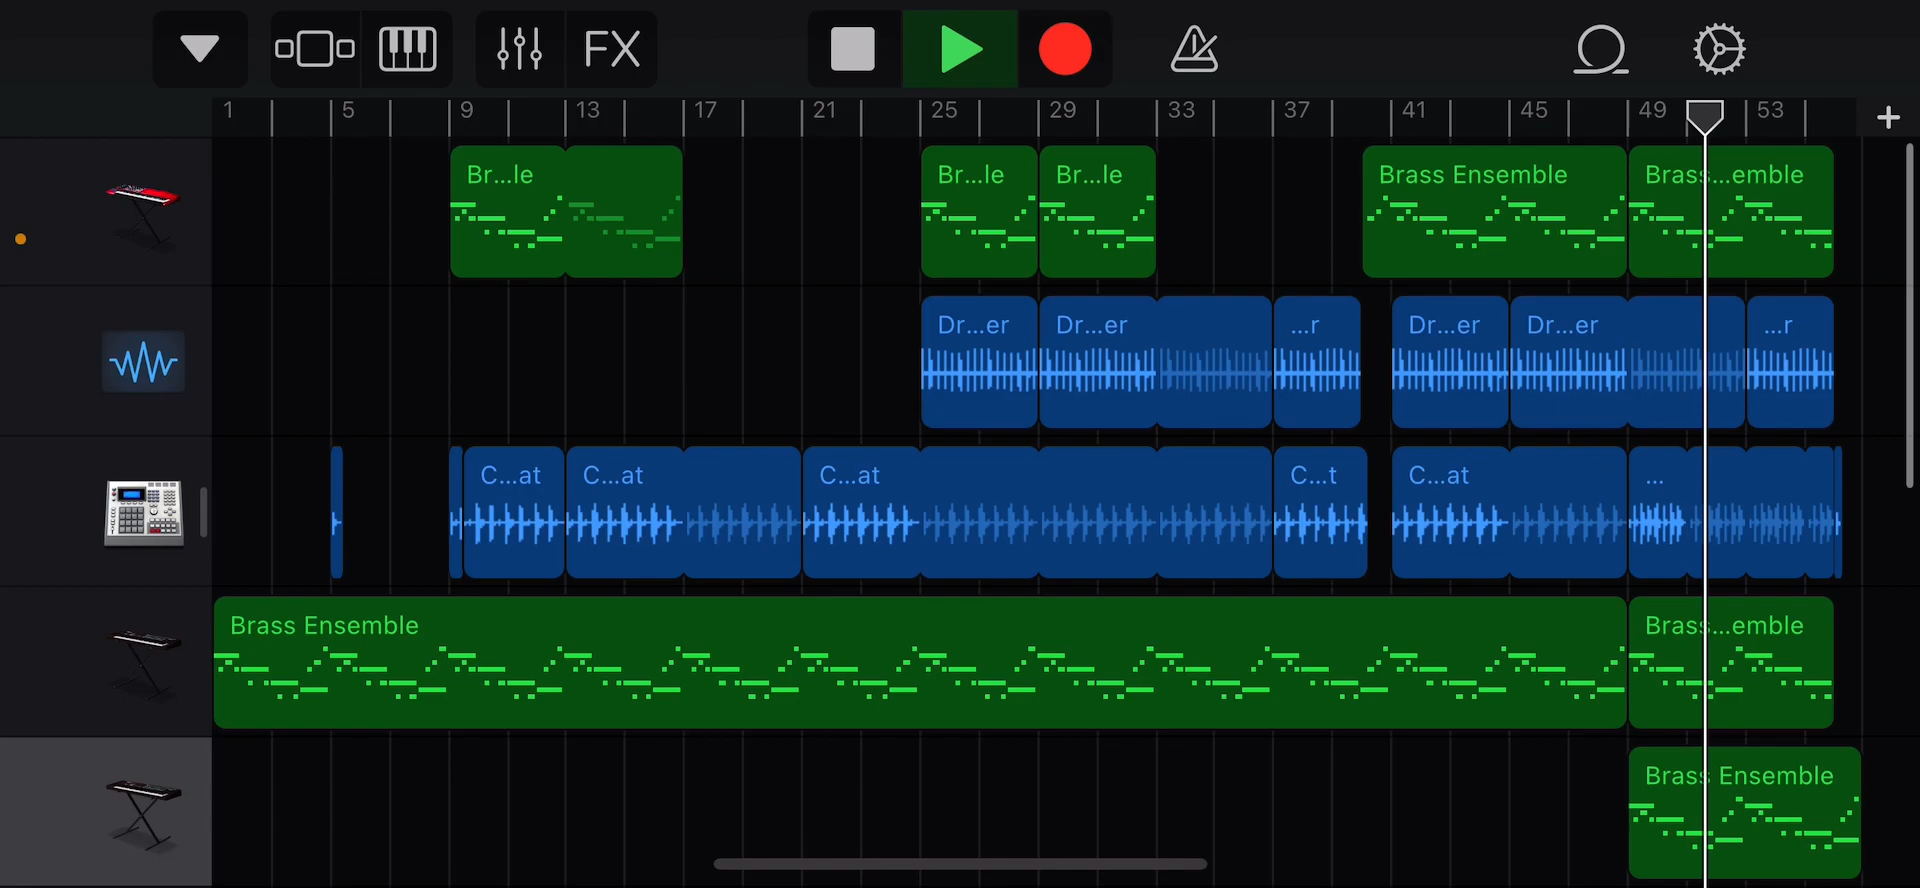 FX
1 5 9 13 17 21 25 29 33 37 41 45 49 53
Br...le Br...le Br...le Brass Ensemble Brass...emble
Dr...er Dr...er ...r Dr...er Dr...er ...r
C...at C...at C...at C...t C...at ...
Brass Ensemble Brass...emble
Brass Ensemble